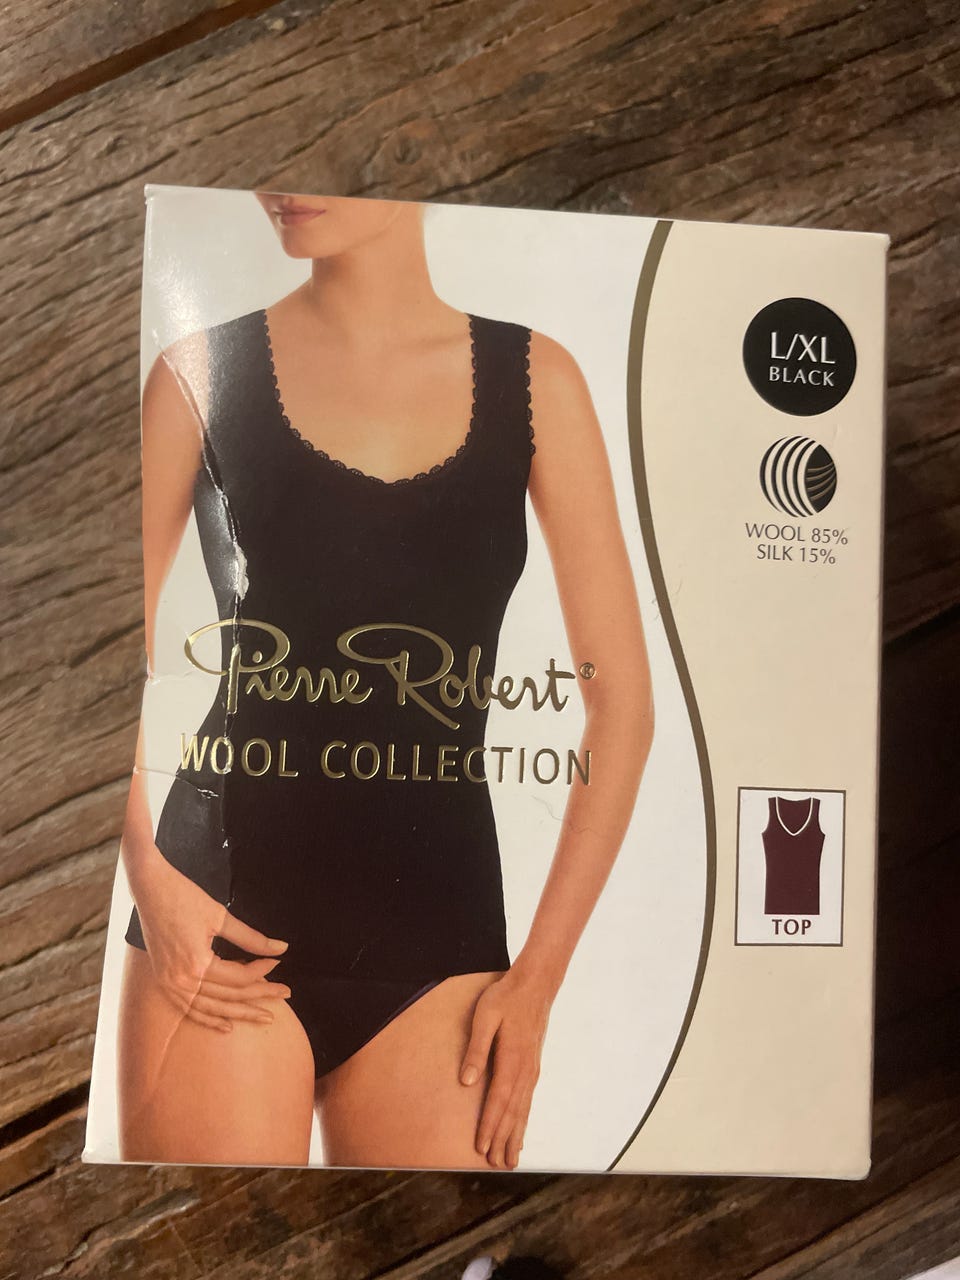 L/XL
BLACK
WOOL 85%
SILK 15%
Pierre Robert®
WOOL COLLECTION
TOP